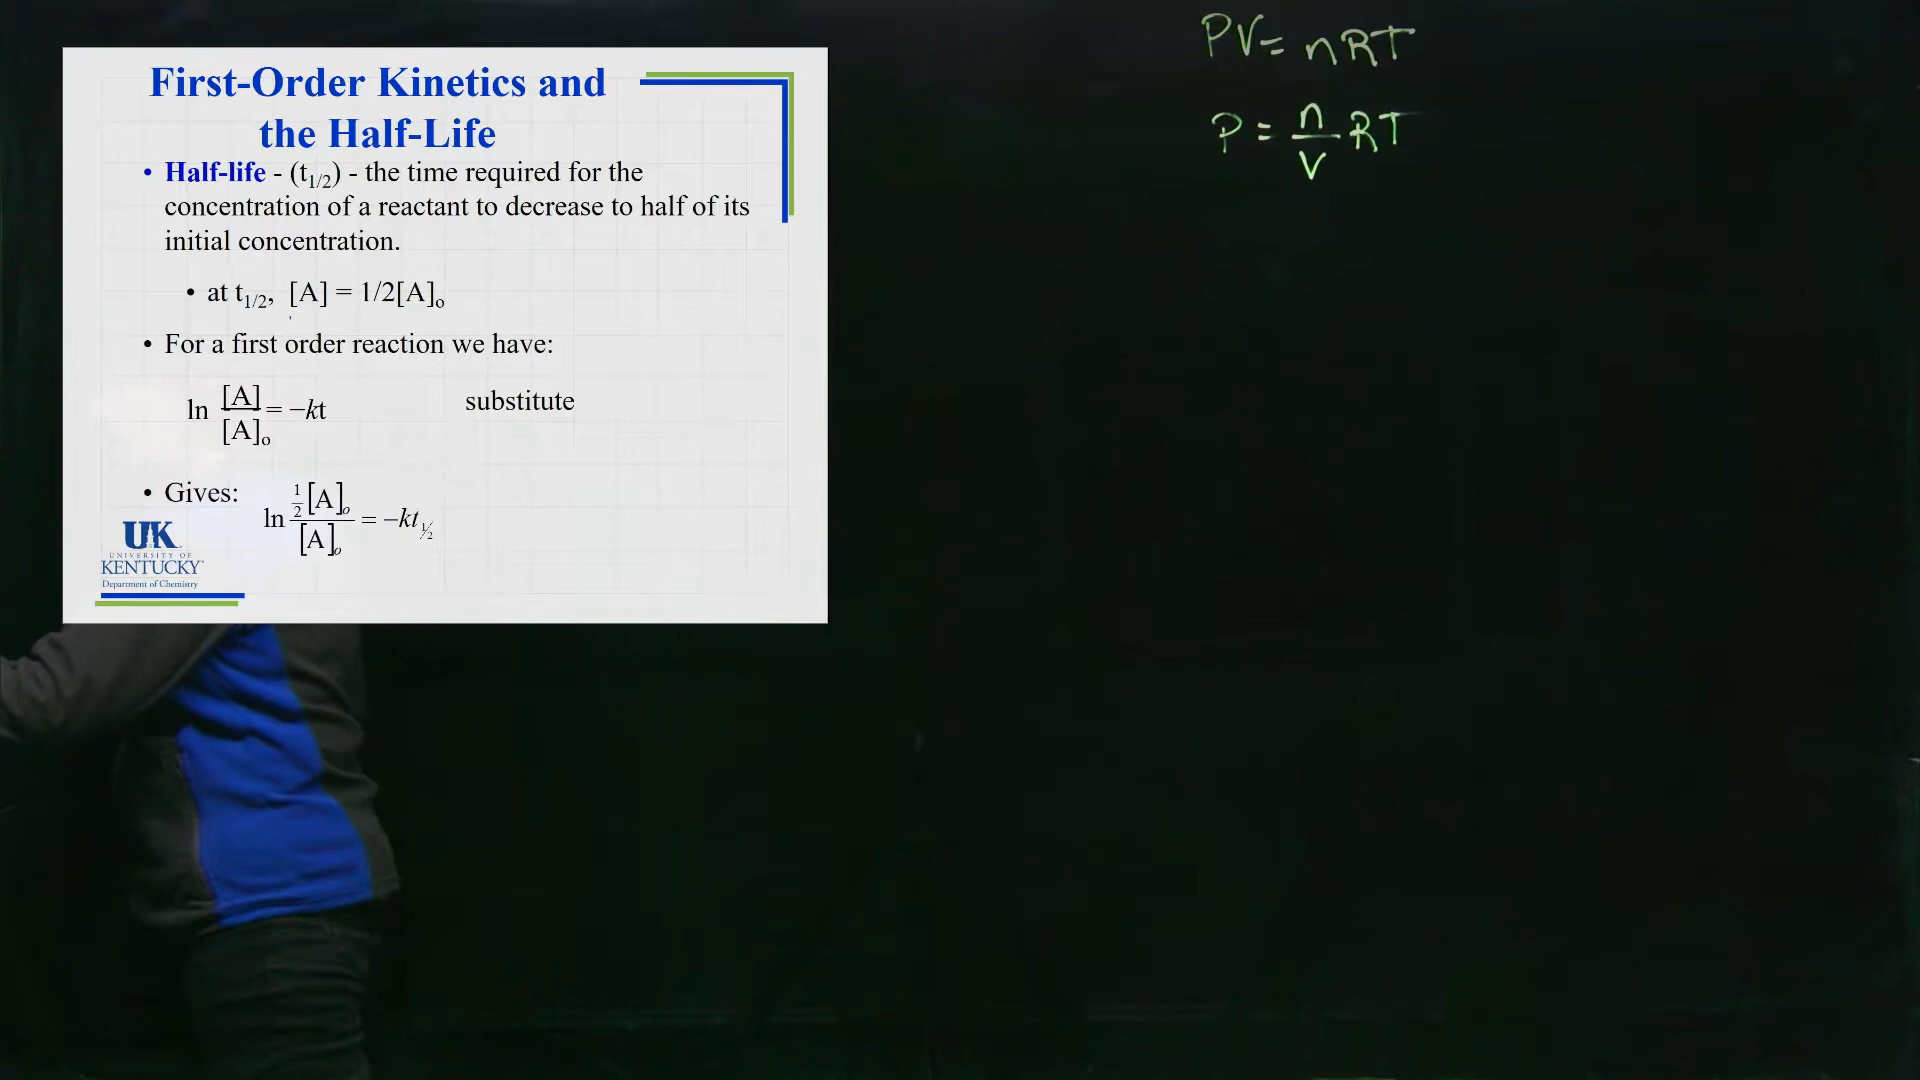 First-Order Kinetics and
the Half-Life
• Half-life - (t1/2) - the time required for the
concentration of a reactant to decrease to half of its
initial concentration.
• at t1/2, [A] = 1/2[A]o
• For a first order reaction we have:
ln [A]/[A]o = −kt substitute
• Gives: ln ½[A]o/[A]o = −kt½
UK
UNIVERSITY OF
KENTUCKY
Department of Chemistry
PV = nRT
P = n/V RT